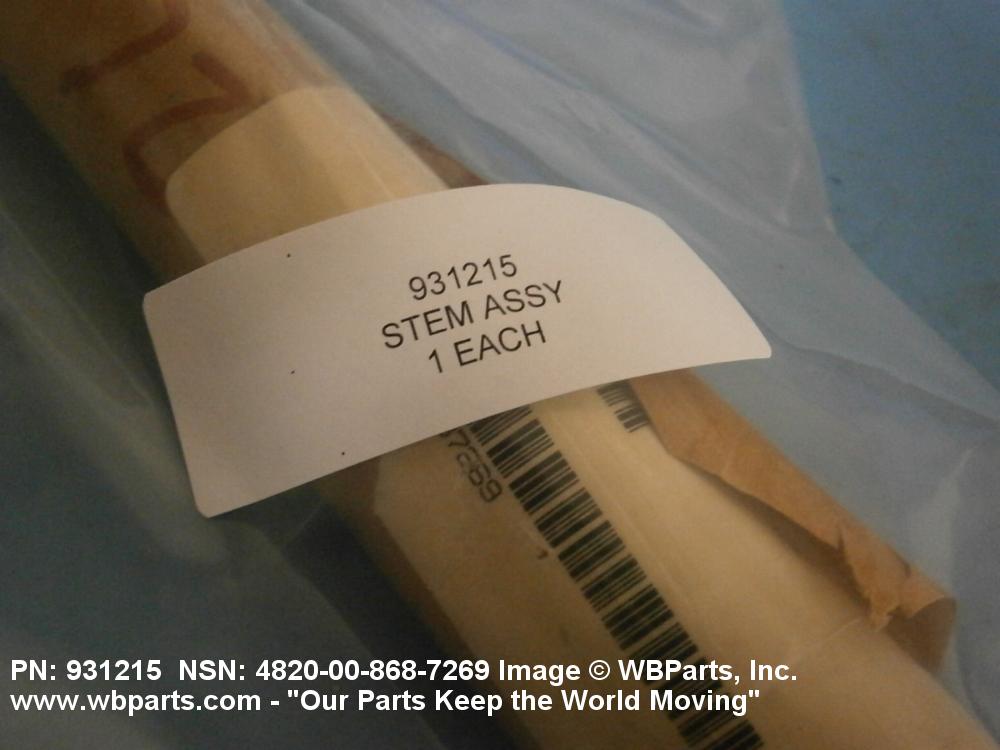 931215
STEM ASSY
1 EACH
7269
PN: 931215 NSN: 4820-00-868-7269 Image © WBParts, Inc.
www.wbparts.com - "Our Parts Keep the World Moving"